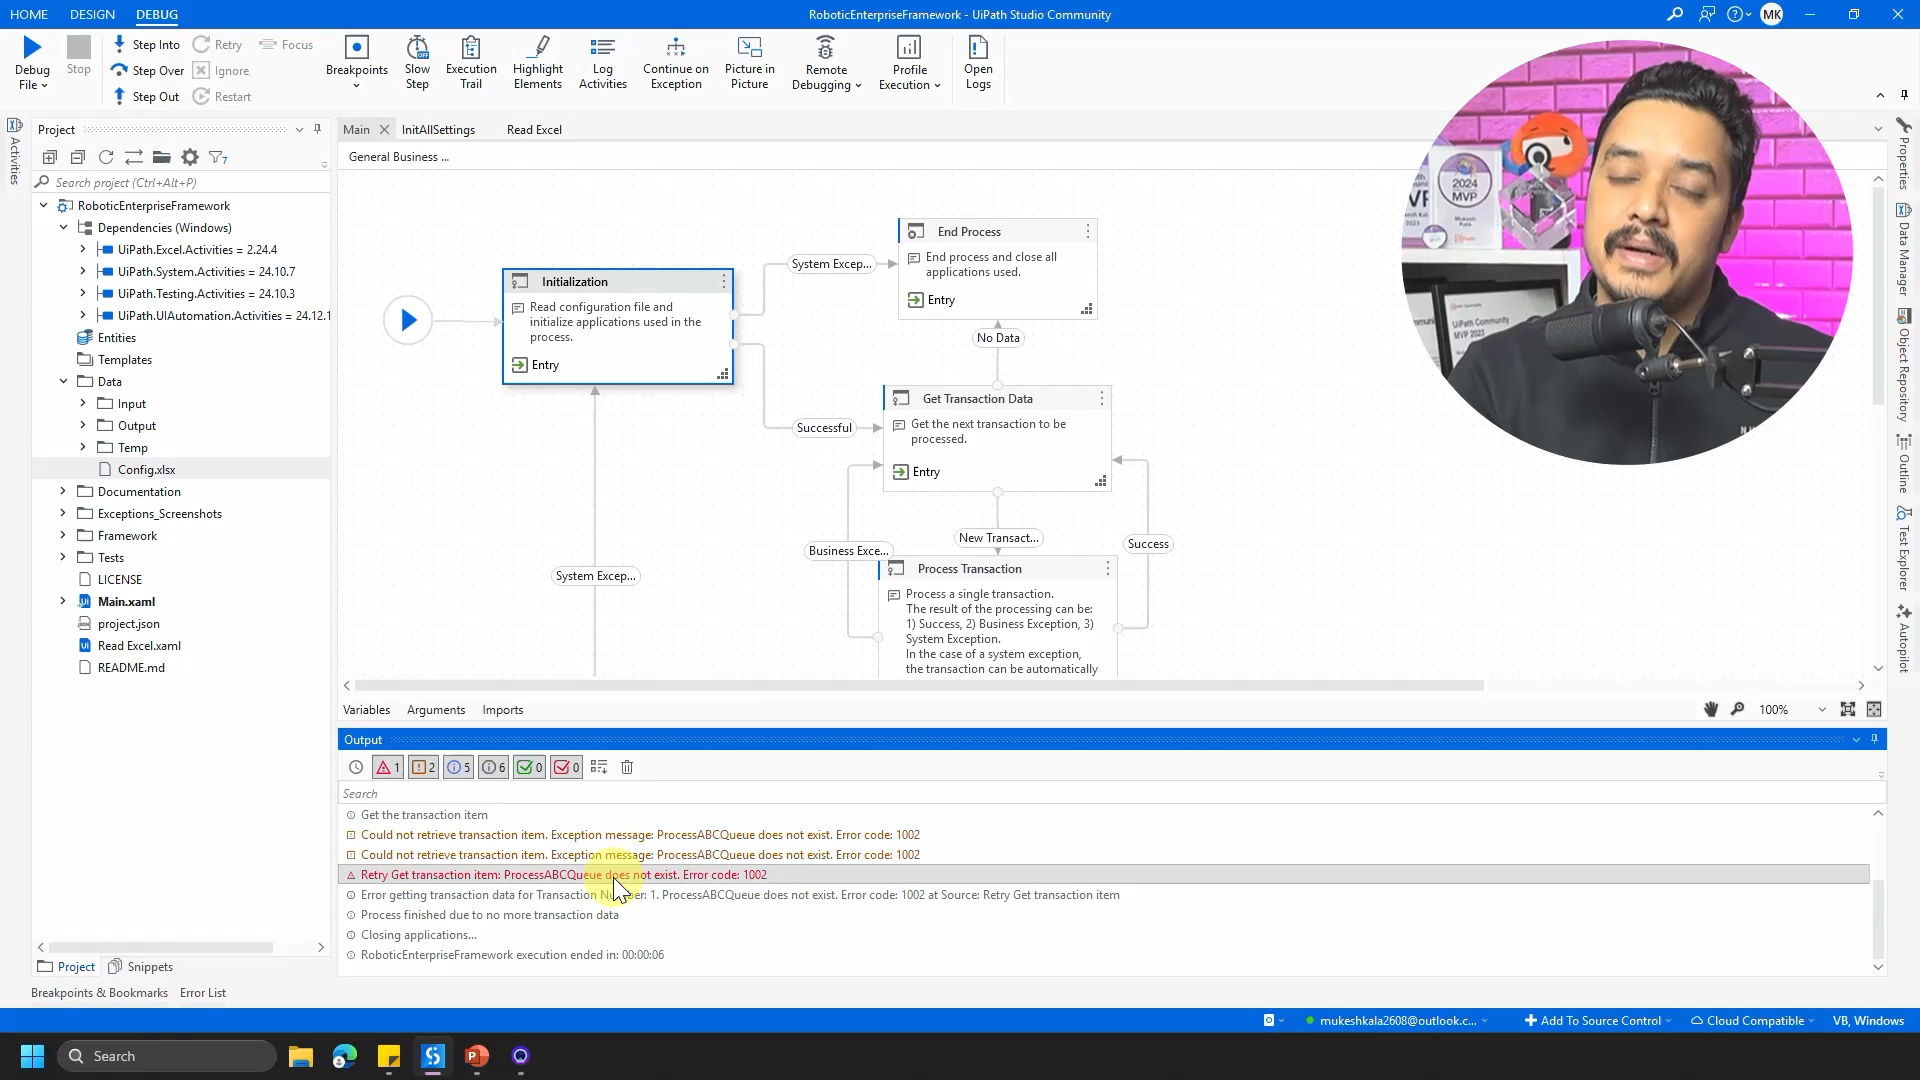 HOME DESIGN DEBUG
RoboticEnterpriseFramework - UiPath Studio Community
MK
Debug File
Stop
Step Into
Step Over
Step Out
Retry
Ignore
Restart
Focus
Breakpoints
Slow Step
Execution Trail
Highlight Elements
Log Activities
Continue on Exception
Picture in Picture
Remote Debugging
Profile Execution
Open Logs
Activities
Project
7
Search project (Ctrl+Alt+P)
RoboticEnterpriseFramework
Dependencies (Windows)
UiPath.Excel.Activities = 2.24.4
UiPath.System.Activities = 24.10.7
UiPath.Testing.Activities = 24.10.3
UiPath.UIAutomation.Activities = 24.12.1
Entities
Templates
Data
Input
Output
Temp
Config.xlsx
Documentation
Exceptions_Screenshots
Framework
Tests
LICENSE
Main.xaml
project.json
Read Excel.xaml
README.md
Project Snippets
Breakpoints & Bookmarks Error List
Main InitAllSettings Read Excel
General Business ...
Initialization
Read configuration file and
initialize applications used in the
process.
Entry
System Excep...
End Process
End process and close all
applications used.
Entry
No Data
Successful
Get Transaction Data
Get the next transaction to be
processed.
Entry
New Transact...
Business Exce...
Success
System Excep...
Process Transaction
Process a single transaction.
The result of the processing can be:
1) Success, 2) Business Exception, 3)
System Exception.
In the case of a system exception,
the transaction can be automatically
2024
MVP
Variables Arguments Imports
100%
Output
1 2 5 6 0 0
Search
Get the transaction item
Could not retrieve transaction item. Exception message: ProcessABCQueue does not exist. Error code: 1002
Could not retrieve transaction item. Exception message: ProcessABCQueue does not exist. Error code: 1002
Retry Get transaction item: ProcessABCQueue does not exist. Error code: 1002
Error getting transaction data for Transaction Number: 1. ProcessABCQueue does not exist. Error code: 1002 at Source: Retry Get transaction item
Process finished due to no more transaction data
Closing applications...
RoboticEnterpriseFramework execution ended in: 00:00:06
Properties
Data Manager
Object Repository
Outline
Test Explorer
Autopilot
mukeshkala2608@outlook.c...
Add To Source Control
Cloud Compatible
VB, Windows
Search